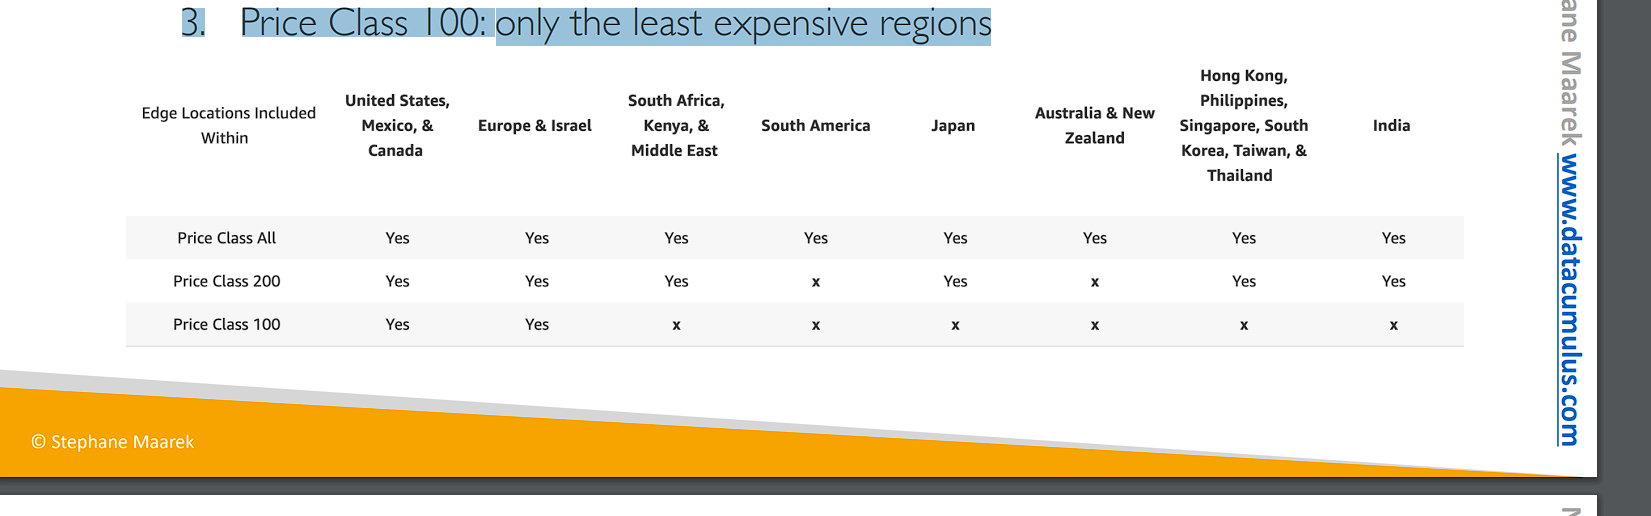 3. Price Class 100: only the least expensive regions
Edge Locations Included
Within
United States,
Mexico, &
Canada
Europe & Israel
South Africa,
Kenya, &
Middle East
South America
Japan
Australia & New
Zealand
Hong Kong,
Philippines,
Singapore, South
Korea, Taiwan, &
Thailand
India
Price Class All Yes Yes Yes Yes Yes Yes Yes Yes
Price Class 200 Yes Yes Yes x Yes x Yes Yes
Price Class 100 Yes Yes x x x x x x
© Stephane Maarek
ane Maarek www.datacumulus.com